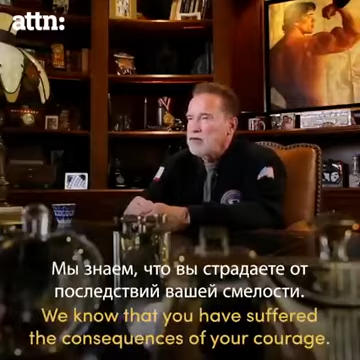 attn:
Мы знаем, что вы страдаете от
последствий вашей смелости.
We know that you have suffered
the consequences of your courage.